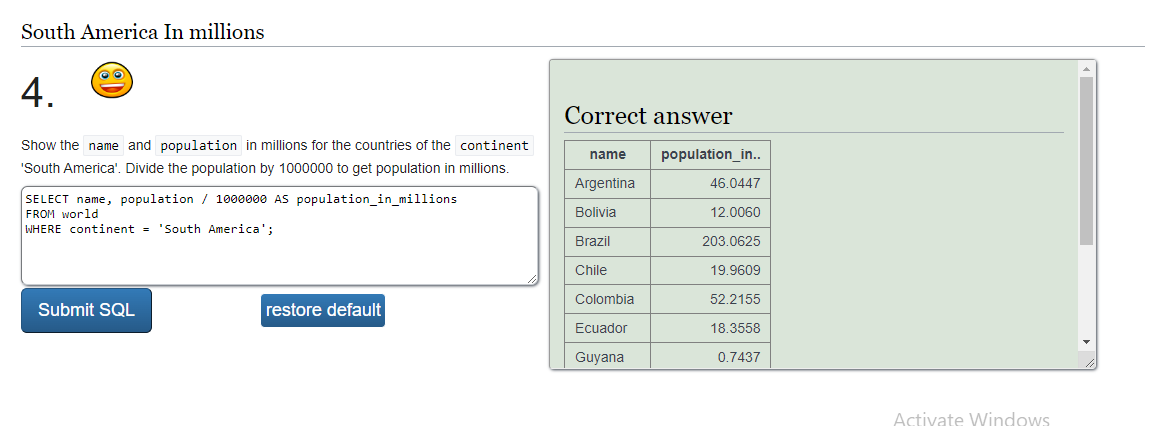 South America In millions
4.
Show the name and population in millions for the countries of the continent
'South America'. Divide the population by 1000000 to get population in millions.
SELECT name, population / 1000000 AS population_in_millions
FROM world
WHERE continent = 'South America';
Submit SQL
restore default
Correct answer
name population_in..
Argentina 46.0447
Bolivia 12.0060
Brazil 203.0625
Chile 19.9609
Colombia 52.2155
Ecuador 18.3558
Guyana 0.7437
Activate Windows